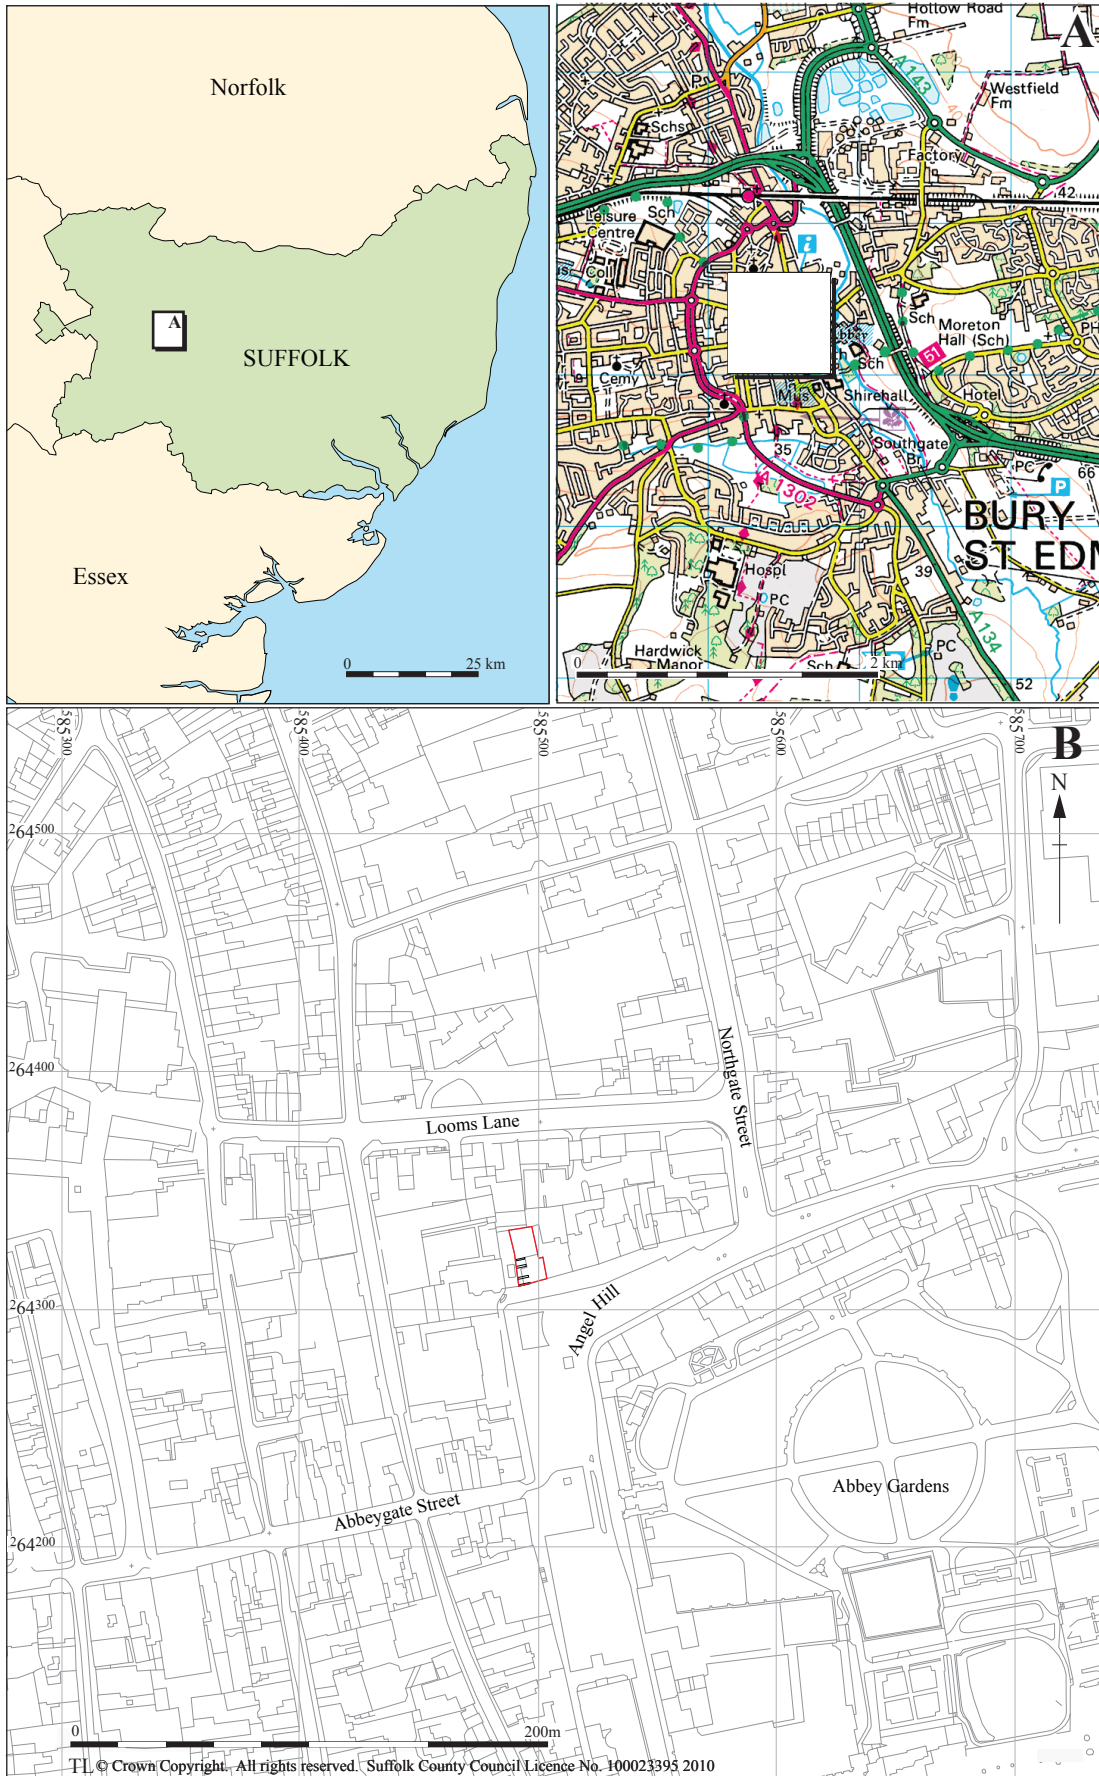 Norfolk
A
SUFFOLK
Essex
0
25 km
A
Hollow Road
Fm
A143
Westfield
Fm
40
P
Schs
Factory
42
Leisure
Centre
Sch
i
Coll
Sch
Moreton
Hall (Sch)
PH
51
Sch
Cemy
Mus
Shirehall
Hotel
35
Southgate
Br
PC
66
P
A 1302
BURY
ST EDM
39
Hospl
PC
A134
Hardwick
Manor
Sch
PC
52
0
2 km
585300
585400
585500
585600
585700
B
N
264500
264400
Northgate Street
Looms Lane
264300
Angel Hill
Abbey Gardens
Abbeygate Street
264200
0
200m
TL © Crown Copyright. All rights reserved. Suffolk County Council Licence No. 100023395 2010